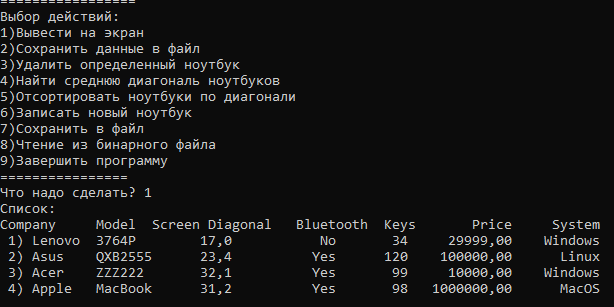 ==================
Выбор действий:
1)Вывести на экран
2)Сохранить данные в файл
3)Удалить определенный ноутбук
4)Найти среднюю диагональ ноутбуков
5)Отсортировать ноутбуки по диагонали
6)Записать новый ноутбук
7)Сохранить в файл
8)Чтение из бинарного файла
9)Завершить программу
================
Что надо сделать? 1
Список:
Company Model Screen Diagonal Bluetooth Keys Price System
1) Lenovo 3764P 17,0 No 34 29999,00 Windows
2) Asus QXB2555 23,4 Yes 120 100000,00 Linux
3) Acer ZZZ222 32,1 Yes 99 10000,00 Windows
4) Apple MacBook 31,2 Yes 98 1000000,00 MacOS